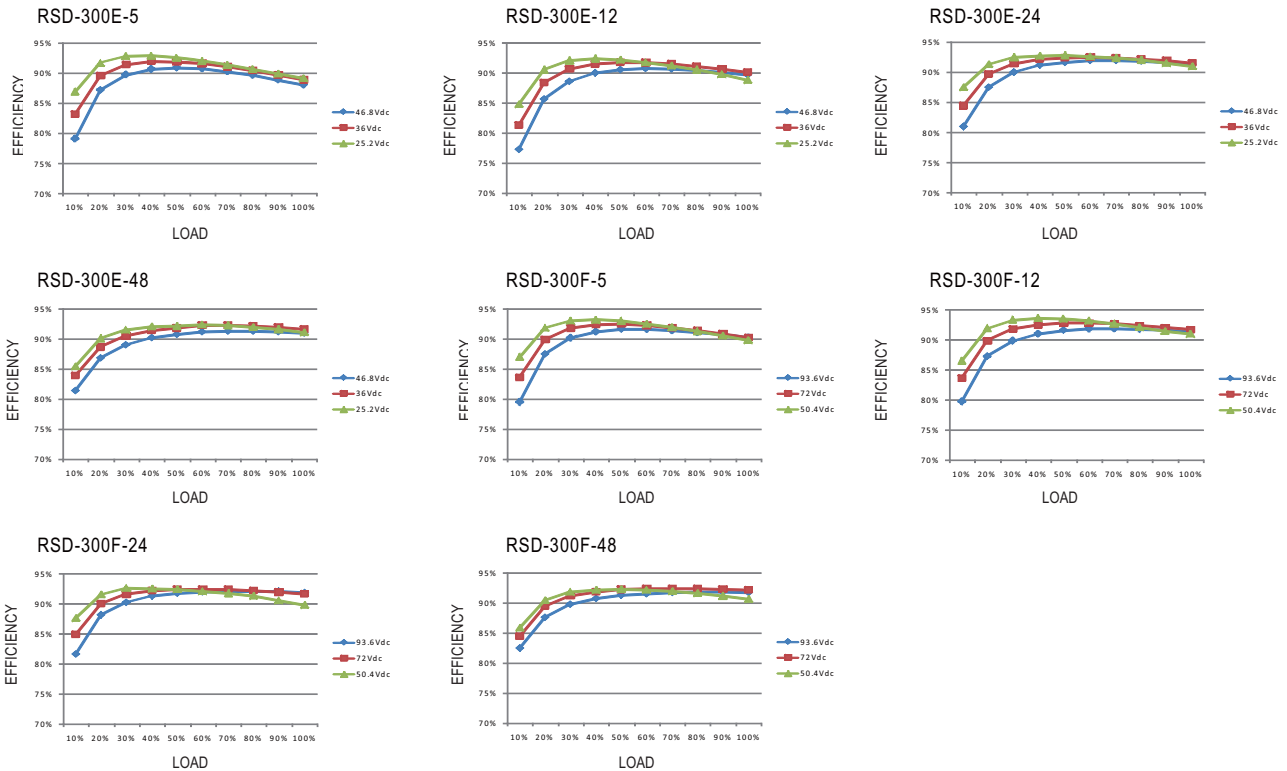 RSD-300E-5
EFFICIENCY
95%
90%
85%
80%
75%
70%
10% 20% 30% 40% 50% 60% 70% 80% 90% 100%
LOAD
46.8Vdc
36Vdc
25.2Vdc
RSD-300E-12
EFFICIENCY
95%
90%
85%
80%
75%
70%
10% 20% 30% 40% 50% 60% 70% 80% 90% 100%
LOAD
46.8Vdc
36Vdc
25.2Vdc
RSD-300E-24
EFFICIENCY
95%
90%
85%
80%
75%
70%
10% 20% 30% 40% 50% 60% 70% 80% 90% 100%
LOAD
46.8Vdc
36Vdc
25.2Vdc
RSD-300E-48
EFFICIENCY
95%
90%
85%
80%
75%
70%
10% 20% 30% 40% 50% 60% 70% 80% 90% 100%
LOAD
46.8Vdc
36Vdc
25.2Vdc
RSD-300F-5
EFFICIENCY
95%
90%
85%
80%
75%
70%
10% 20% 30% 40% 50% 60% 70% 80% 90% 100%
LOAD
93.6Vdc
72Vdc
50.4Vdc
RSD-300F-12
EFFICIENCY
95%
90%
85%
80%
75%
70%
10% 20% 30% 40% 50% 60% 70% 80% 90% 100%
LOAD
93.6Vdc
72Vdc
50.4Vdc
RSD-300F-24
EFFICIENCY
95%
90%
85%
80%
75%
70%
10% 20% 30% 40% 50% 60% 70% 80% 90% 100%
LOAD
93.6Vdc
72Vdc
50.4Vdc
RSD-300F-48
EFFICIENCY
95%
90%
85%
80%
75%
70%
10% 20% 30% 40% 50% 60% 70% 80% 90% 100%
LOAD
93.6Vdc
72Vdc
50.4Vdc